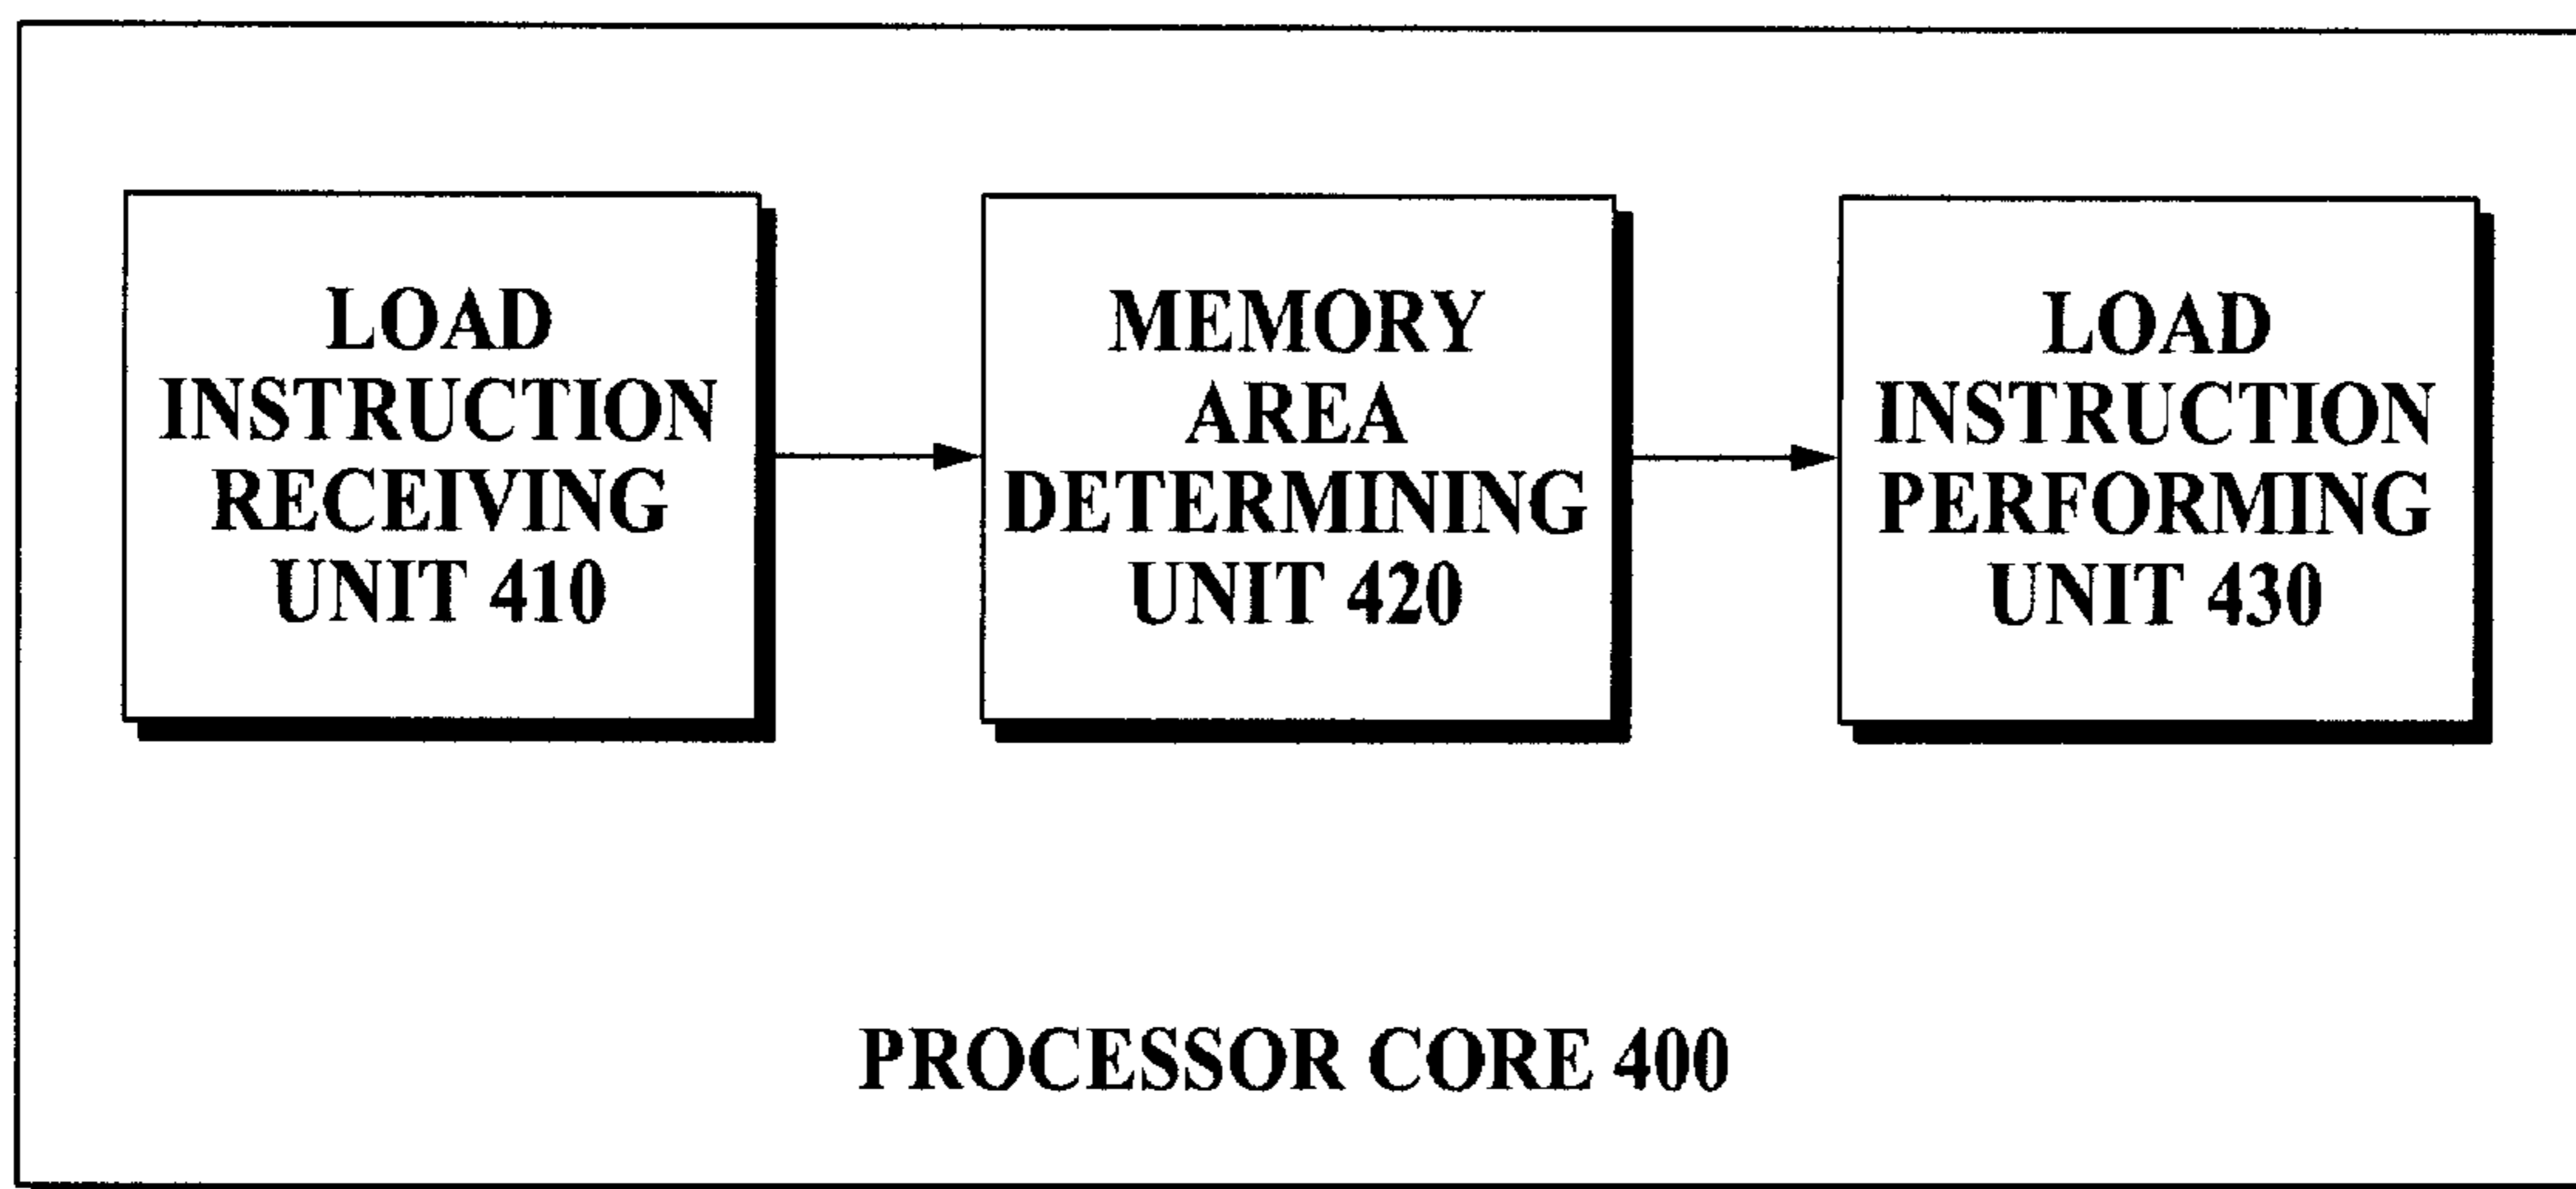 LOAD
INSTRUCTION
RECEIVING
UNIT 410
MEMORY
AREA
DETERMINING
UNIT 420
LOAD
INSTRUCTION
PERFORMING
UNIT 430
PROCESSOR CORE 400